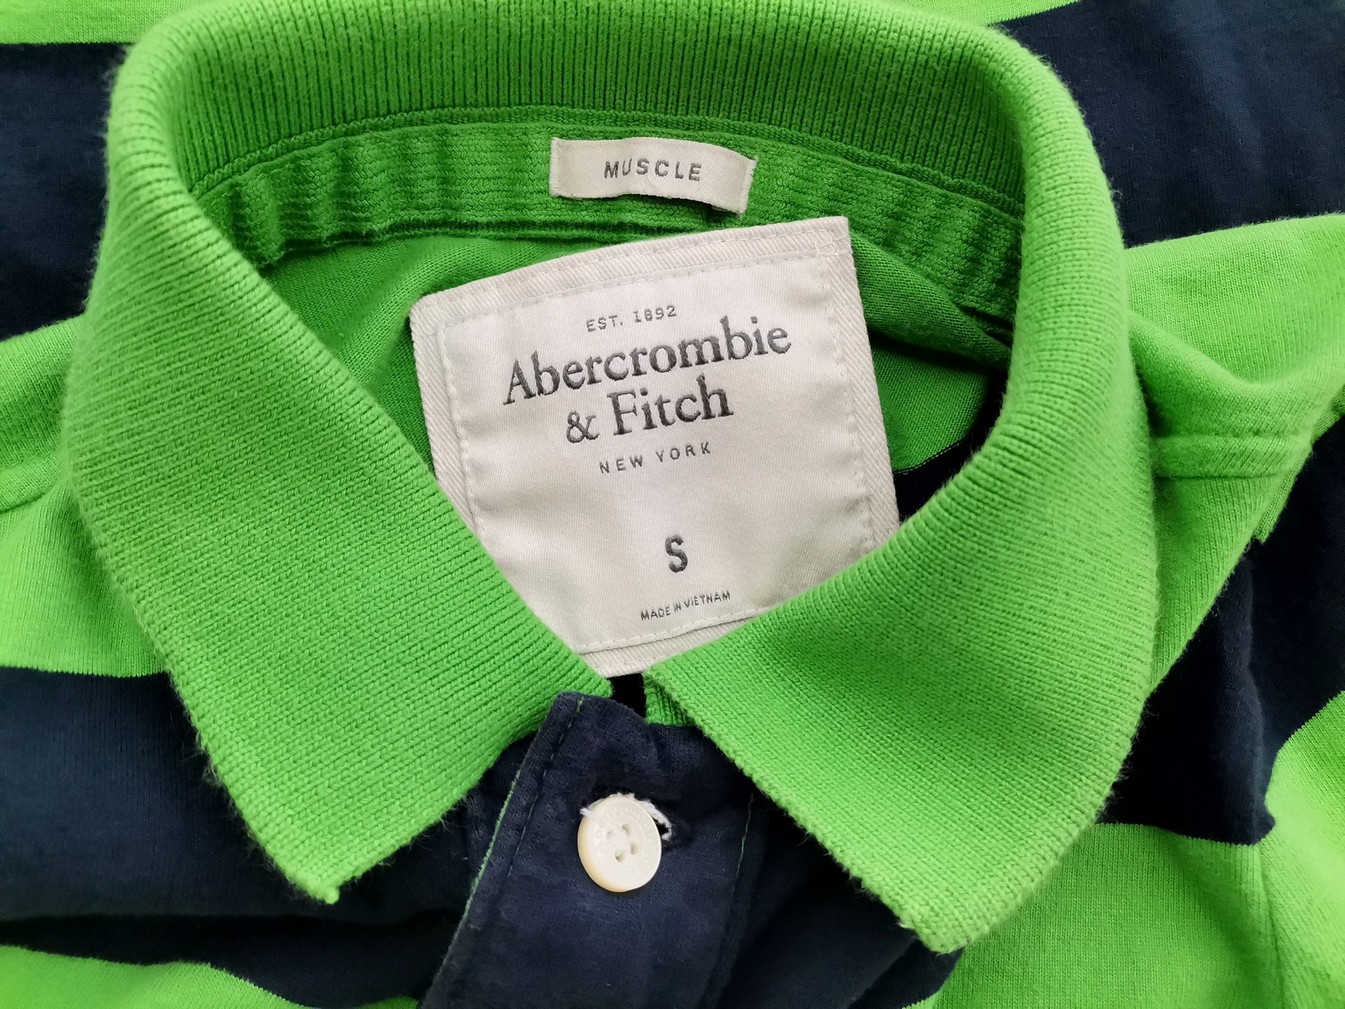 MUSCLE
EST. 1892
Abercrombie
& Fitch
NEW YORK
S
MADE IN VIETNAM